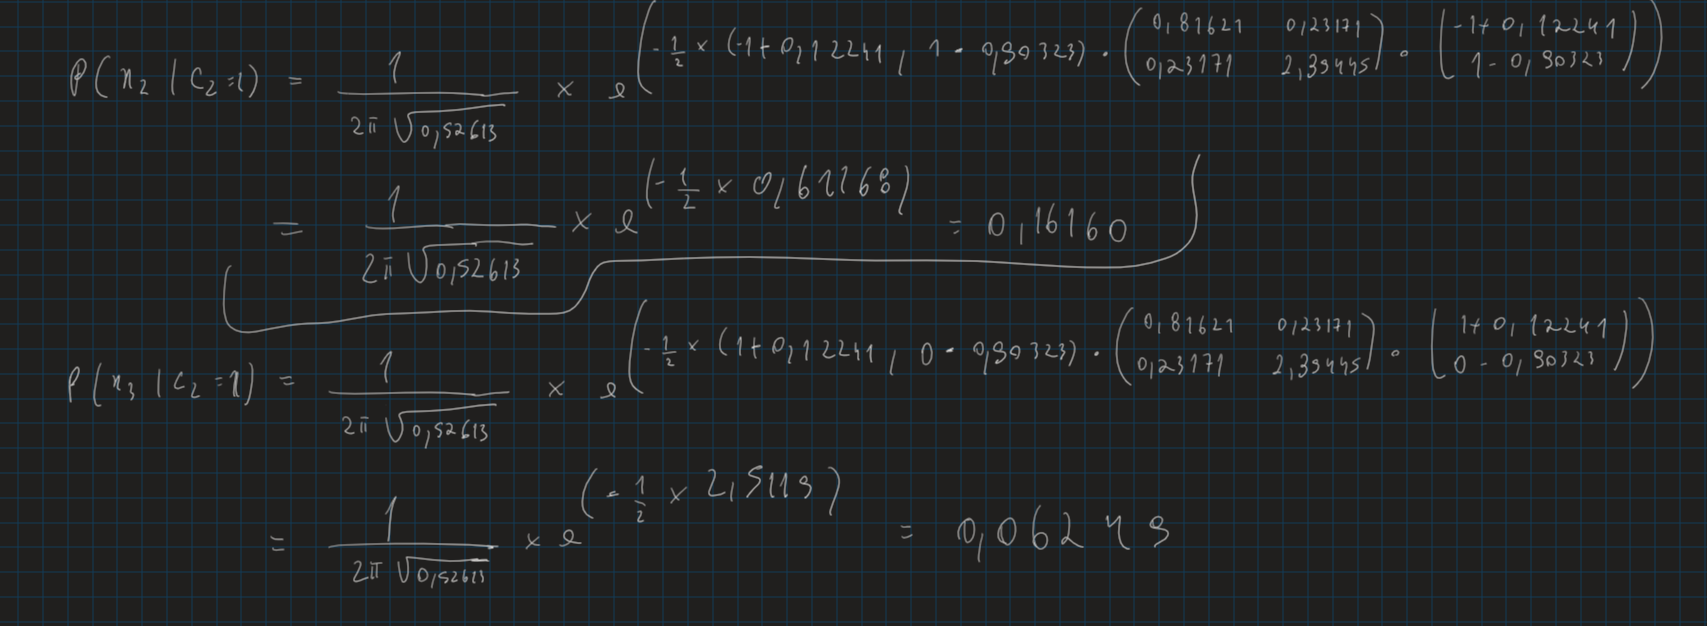 P(x₂ | C₂=1) = 1/(2π √0,52613) × e^(-1/2 × (-1+0,12241, 1-0,90323) · (0,81621 0,23171; 0,23171 2,39445) · (-1+0,12241; 1-0,90323))
= 1/(2π √0,52613) × e^(-1/2 × 0,61168) = 0,16160
P(x₃ | C₂=1) = 1/(2π √0,52613) × e^(-1/2 × (1+0,12241, 0-0,90323) · (0,81621 0,23171; 0,23171 2,39445) · (1+0,12241; 0-0,90323))
= 1/(2π √0,52613) × e^(-1/2 × 2,5119) = 0,06249